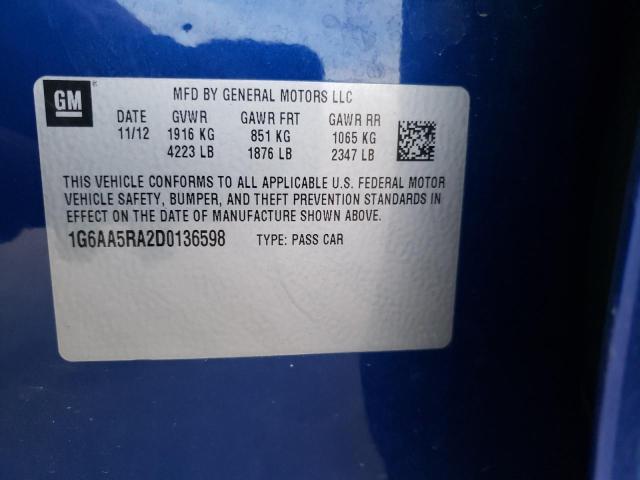 GM
MFD BY GENERAL MOTORS LLC
DATE GVWR GAWR FRT GAWR RR
11/12 1916 KG 851 KG 1065 KG
4223 LB 1876 LB 2347 LB
THIS VEHICLE CONFORMS TO ALL APPLICABLE U.S. FEDERAL MOTOR
VEHICLE SAFETY, BUMPER, AND THEFT PREVENTION STANDARDS IN
EFFECT ON THE DATE OF MANUFACTURE SHOWN ABOVE.
1G6AA5RA2D0136598 TYPE: PASS CAR